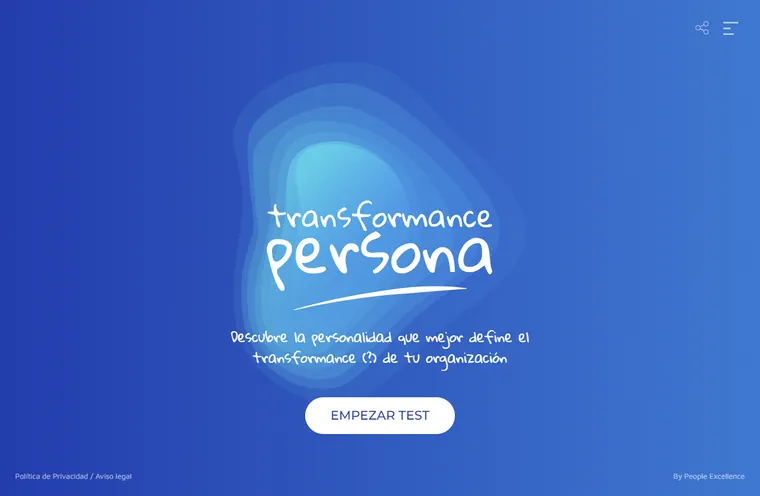 transformance
persona
Descubre la personalidad que mejor define el
transformance (?) de tu organización
EMPEZAR TEST
Política de Privacidad / Aviso legal
By People Excellence